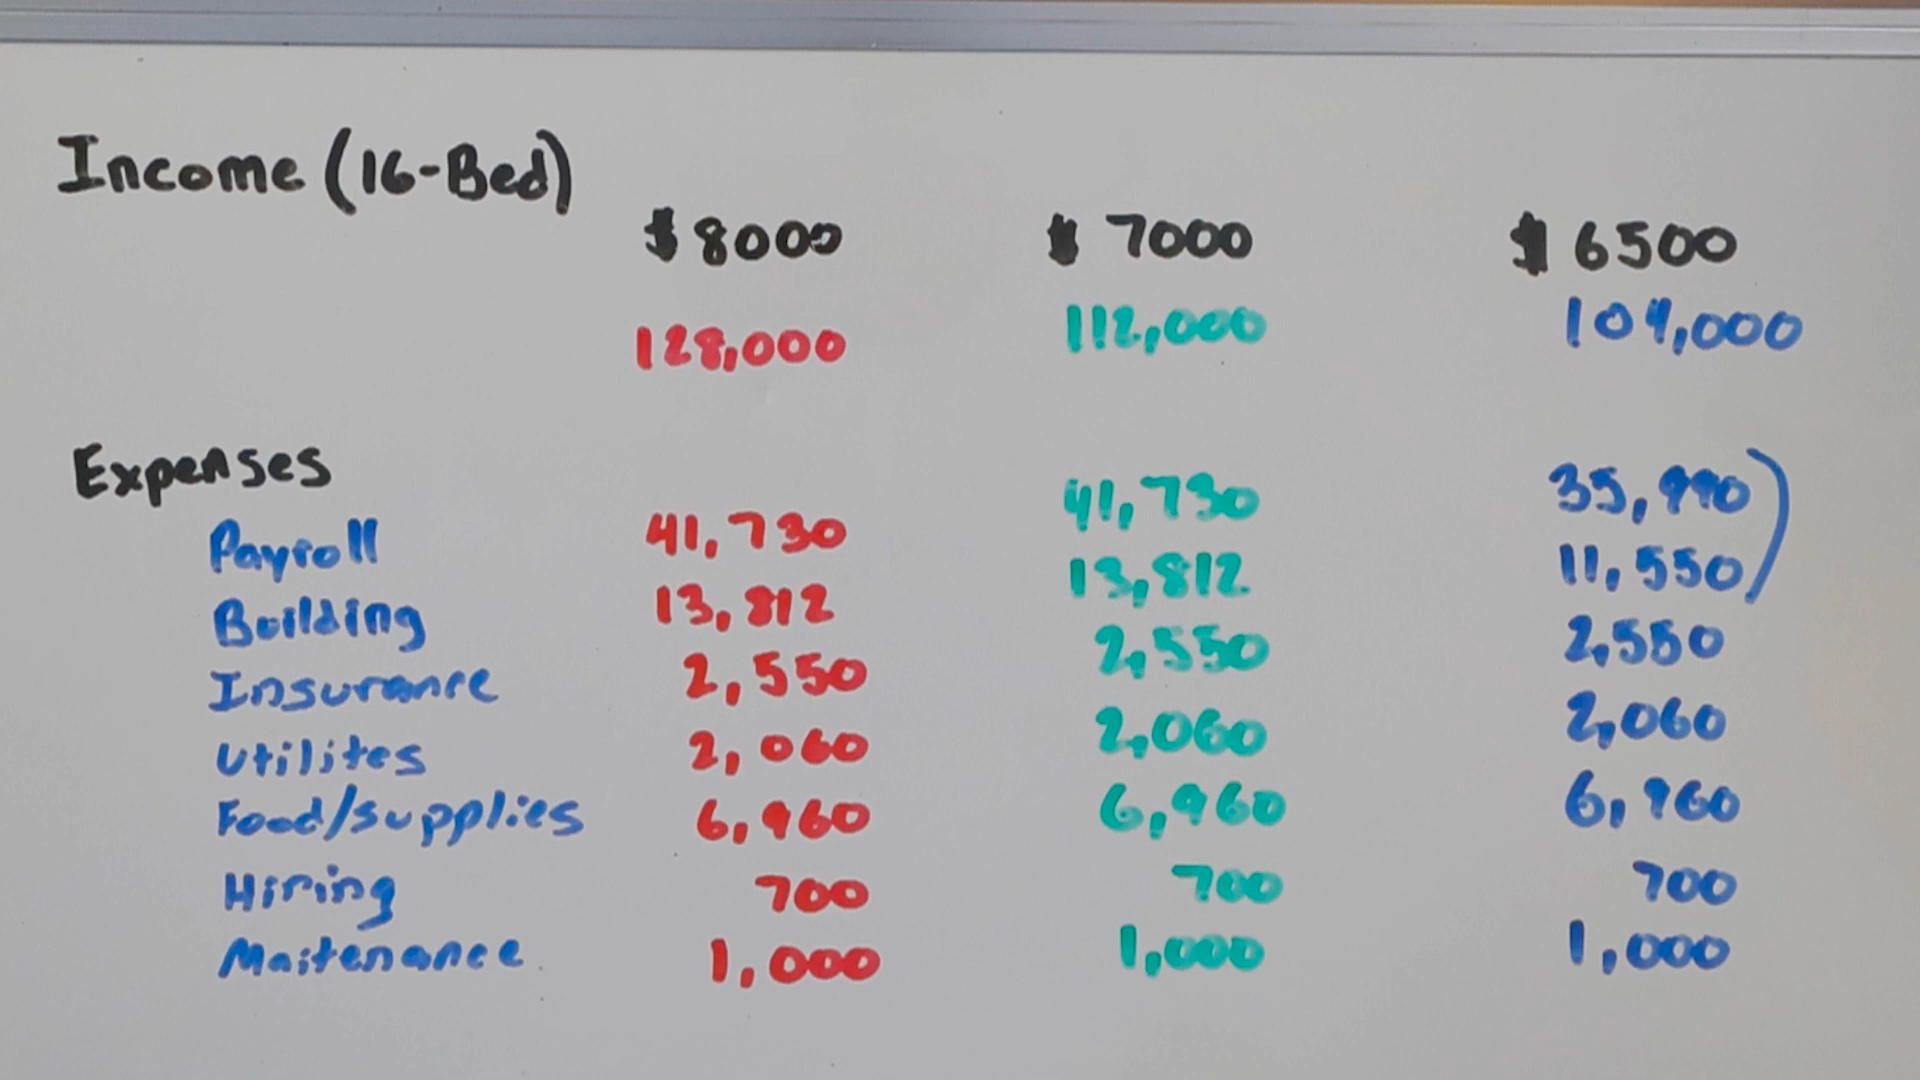 Income (16-Bed)
$ 8000 $ 7000 $ 6500
128,000 112,000 104,000
Expenses
Payroll 41,730 41,730 35,990
Building 13,812 13,812 11,550
Insurance 2,550 2,550 2,550
Utilites 2,060 2,060 2,060
Food/supplies 6,960 6,960 6,960
Hiring 700 700 700
Maitenance 1,000 1,000 1,000